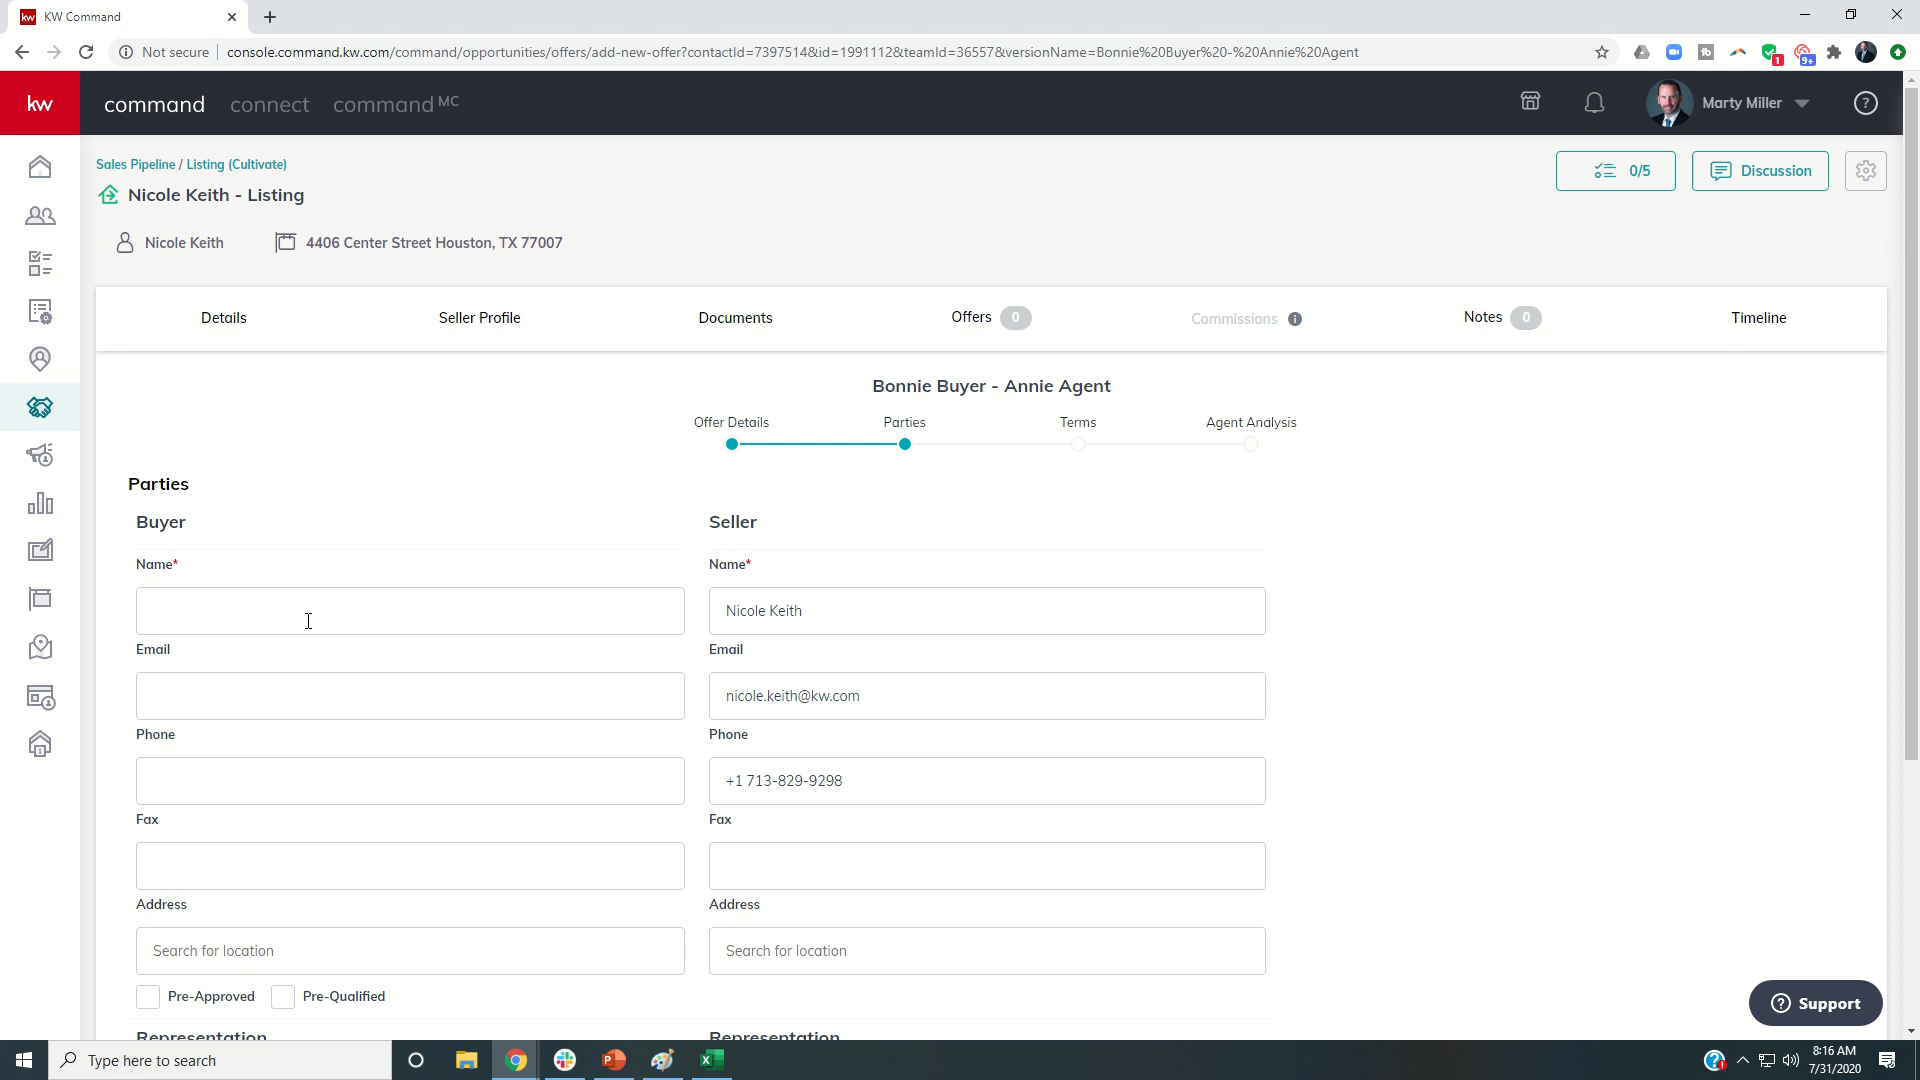 kw KW Command
Not secure console.command.kw.com/command/opportunities/offers/add-new-offer?contactId=7397514&id=1991112&teamId=36557&versionName=Bonnie%20Buyer%20-%20Annie%20Agent
1 9+
kw command connect command MC Marty Miller ?
Sales Pipeline / Listing (Cultivate)
0/5 Discussion
Nicole Keith - Listing
Nicole Keith 4406 Center Street Houston, TX 77007
Details Seller Profile Documents Offers 0 Commissions i Notes 0 Timeline
Bonnie Buyer - Annie Agent
Offer Details Parties Terms Agent Analysis
Parties
Buyer Seller
Name* Name*
Nicole Keith
Email Email
nicole.keith@kw.com
Phone Phone
+1 713-829-9298
Fax Fax
Address Address
Search for location Search for location
Pre-Approved Pre-Qualified
? Support
Representation Representation
Type here to search
8:16 AM
7/31/2020